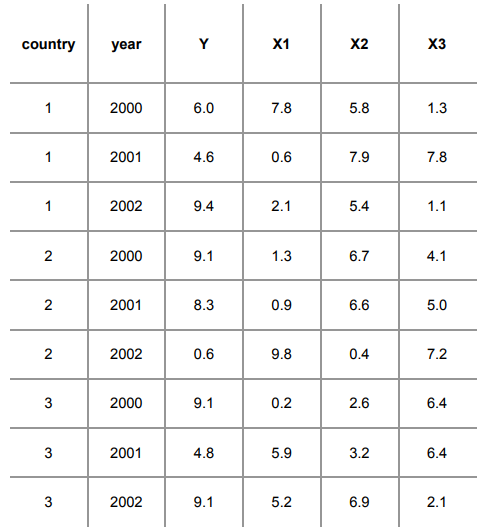 country year Y X1 X2 X3
1 2000 6.0 7.8 5.8 1.3
1 2001 4.6 0.6 7.9 7.8
1 2002 9.4 2.1 5.4 1.1
2 2000 9.1 1.3 6.7 4.1
2 2001 8.3 0.9 6.6 5.0
2 2002 0.6 9.8 0.4 7.2
3 2000 9.1 0.2 2.6 6.4
3 2001 4.8 5.9 3.2 6.4
3 2002 9.1 5.2 6.9 2.1